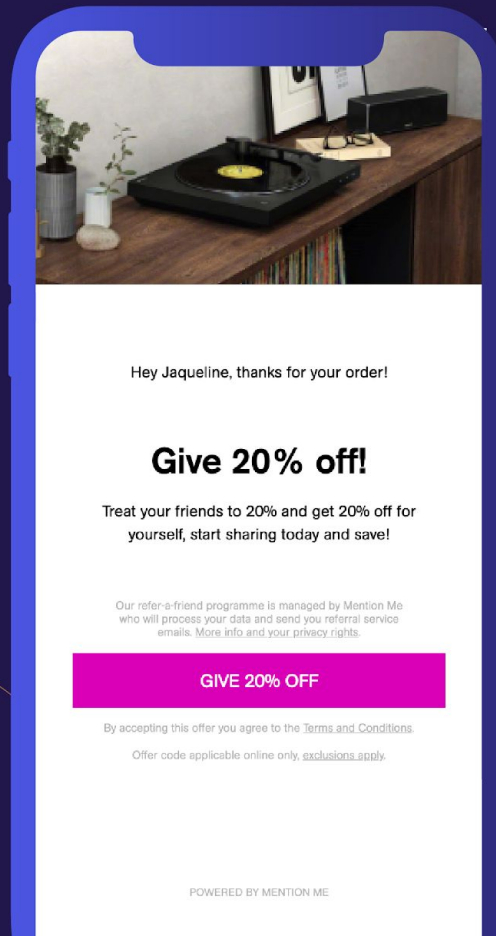 Hey Jaqueline, thanks for your order!
Give 20% off!
Treat your friends to 20% and get 20% off for
yourself, start sharing today and save!
Our refer-a-friend programme is managed by Mention Me
who will process your data and send you referral service
emails. More info and your privacy rights.
GIVE 20% OFF
By accepting this offer you agree to the Terms and Conditions.
Offer code applicable online only, exclusions apply.
POWERED BY MENTION ME